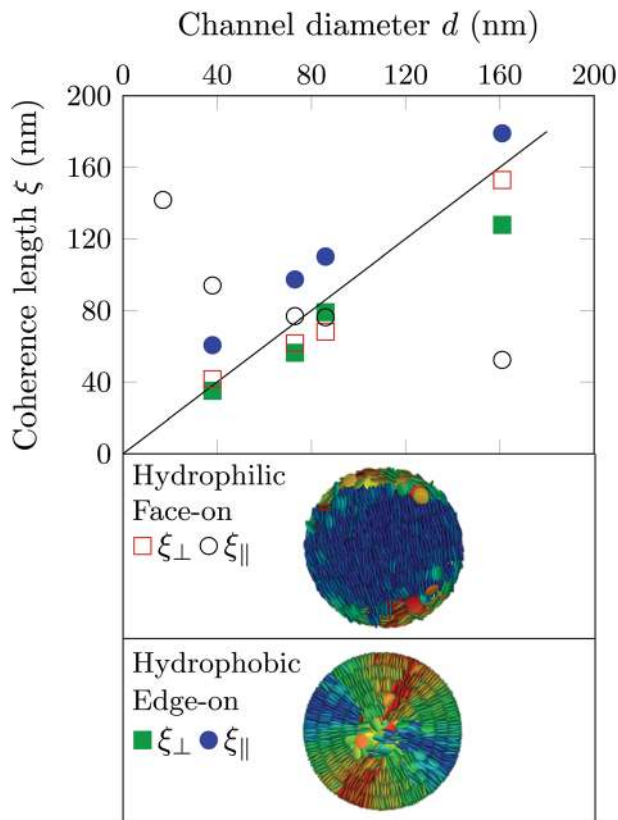 Channel diameter d (nm)
0 40 80 120 160 200
Coherence length ξ (nm)
200
160
120
80
40
0
Hydrophilic
Face-on
ξ⊥ ξ∥
Hydrophobic
Edge-on
ξ⊥ ξ∥